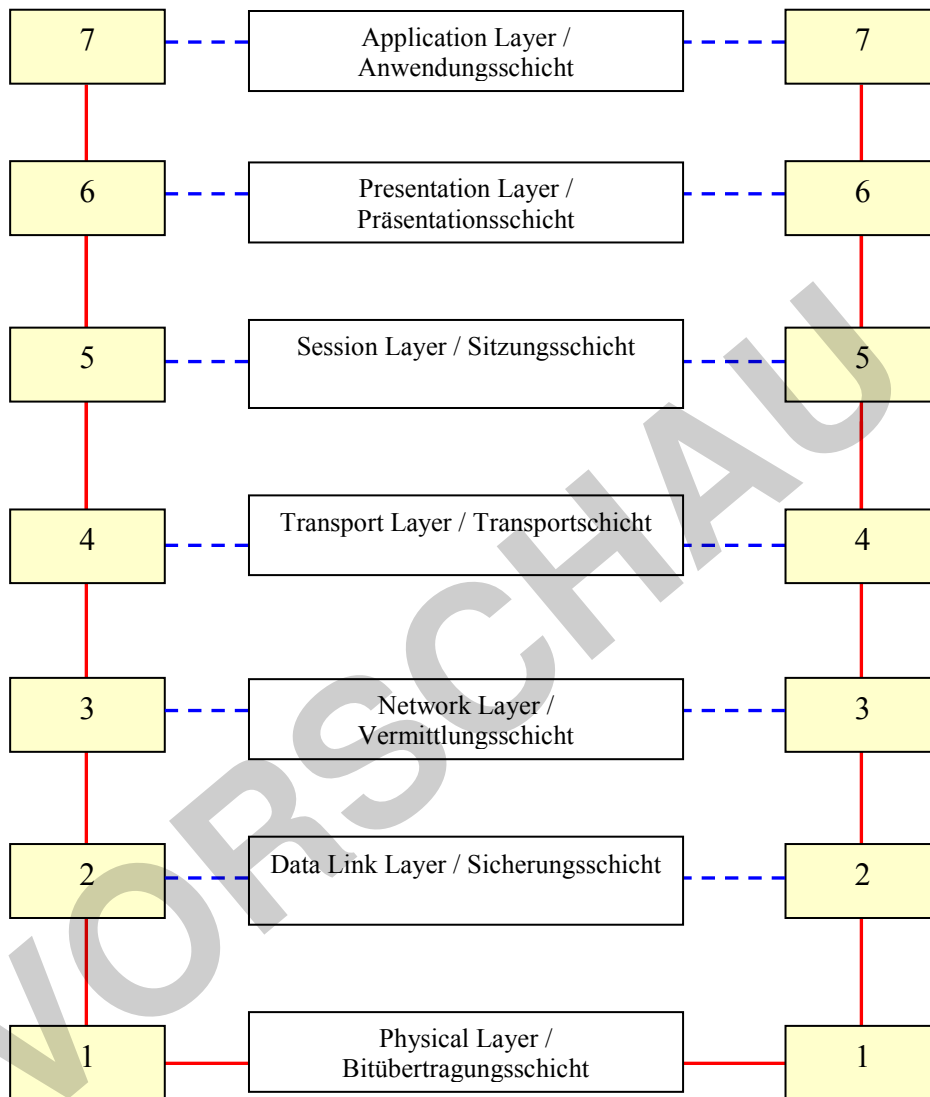 7 Application Layer / 7
Anwendungsschicht
6 Presentation Layer / 6
Präsentationsschicht
5 Session Layer / Sitzungsschicht 5
4 Transport Layer / Transportschicht 4
3 Network Layer / 3
Vermittlungsschicht
2 Data Link Layer / Sicherungsschicht 2
1 Physical Layer / 1
Bitübertragungsschicht
VORSCHAU